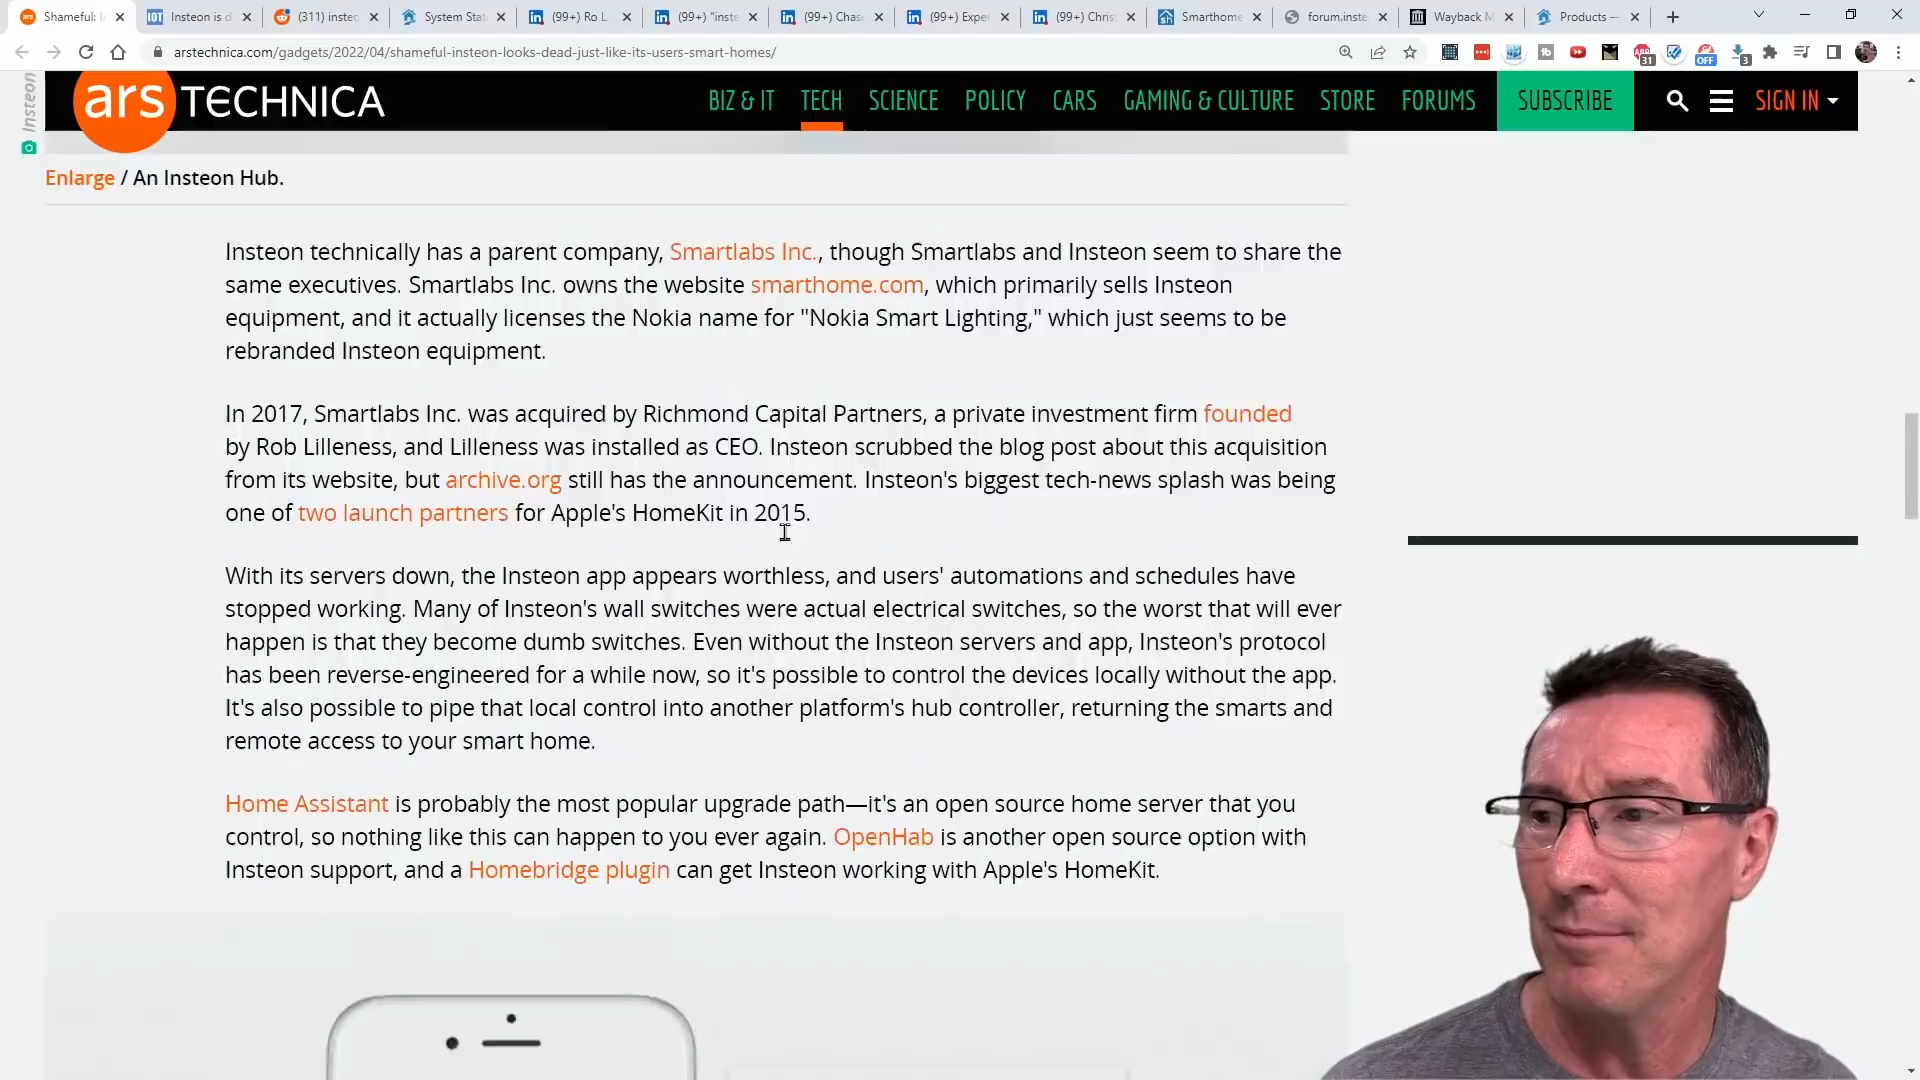 Shameful:
Insteon is d
(311) insteo
System Stat
(99+) Ro L
(99+) "inste
(99+) Chas
(99+) Expe
(99+) Chris
Smarthome
forum.inste
Wayback M
Products —
arstechnica.com/gadgets/2022/04/shameful-insteon-looks-dead-just-like-its-users-smart-homes/
31
OFF
3
Insteon
ars TECHNICA
BIZ & IT
TECH
SCIENCE
POLICY
CARS
GAMING & CULTURE
STORE
FORUMS
SUBSCRIBE
SIGN IN
Enlarge / An Insteon Hub.
Insteon technically has a parent company, Smartlabs Inc., though Smartlabs and Insteon seem to share the
same executives. Smartlabs Inc. owns the website smarthome.com, which primarily sells Insteon
equipment, and it actually licenses the Nokia name for "Nokia Smart Lighting," which just seems to be
rebranded Insteon equipment.
In 2017, Smartlabs Inc. was acquired by Richmond Capital Partners, a private investment firm founded
by Rob Lilleness, and Lilleness was installed as CEO. Insteon scrubbed the blog post about this acquisition
from its website, but archive.org still has the announcement. Insteon's biggest tech-news splash was being
one of two launch partners for Apple's HomeKit in 2015.
With its servers down, the Insteon app appears worthless, and users' automations and schedules have
stopped working. Many of Insteon's wall switches were actual electrical switches, so the worst that will ever
happen is that they become dumb switches. Even without the Insteon servers and app, Insteon's protocol
has been reverse-engineered for a while now, so it's possible to control the devices locally without the app.
It's also possible to pipe that local control into another platform's hub controller, returning the smarts and
remote access to your smart home.
Home Assistant is probably the most popular upgrade path—it's an open source home server that you
control, so nothing like this can happen to you ever again. OpenHab is another open source option with
Insteon support, and a Homebridge plugin can get Insteon working with Apple's HomeKit.